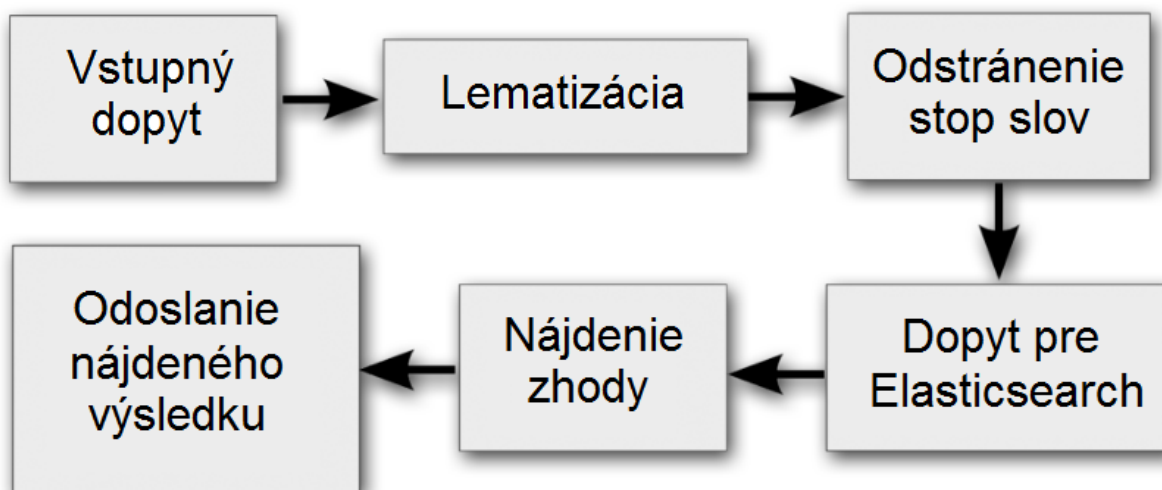 Vstupný
dopyt
Lematizácia
Odstránenie
stop slov
Dopyt pre
Elasticsearch
Nájdenie
zhody
Odoslanie
nájdeného
výsledku